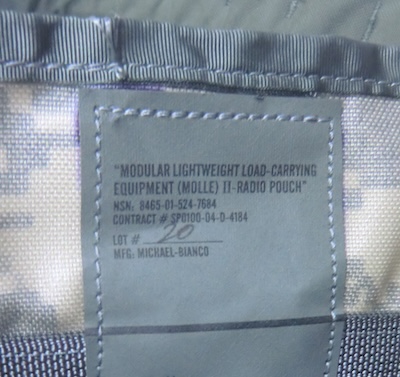 "MODULAR LIGHTWEIGHT LOAD-CARRYING
EQUIPMENT (MOLLE) II-RADIO POUCH"
NSN: 8465-01-524-7684
CONTRACT # SP0100-04-D-4184
LOT # 20
MFG: MICHAEL-BIANCO